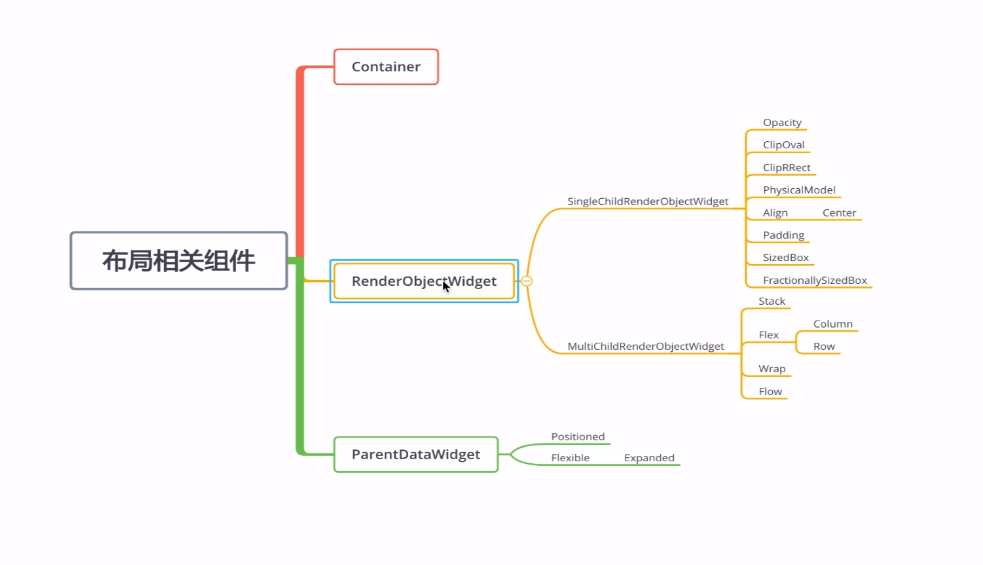 布局相关组件
Container
RenderObjectWidget
SingleChildRenderObjectWidget
Opacity
ClipOval
ClipRRect
PhysicalModel
Align Center
Padding
SizedBox
FractionallySizedBox
MultiChildRenderObjectWidget
Stack
Flex
Column
Row
Wrap
Flow
ParentDataWidget
Positioned
Flexible Expanded